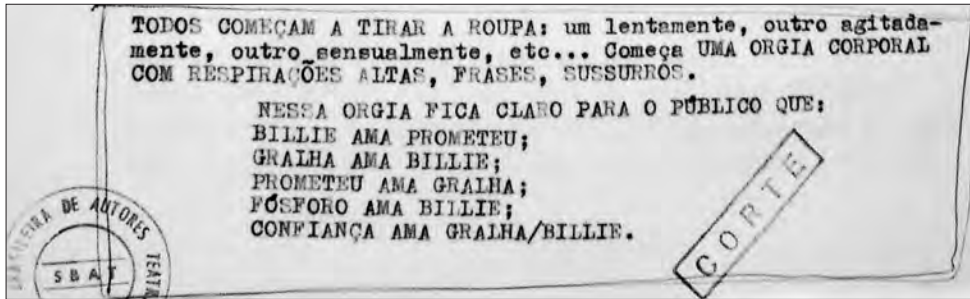 TODOS COMEÇAM A TIRAR A ROUPA: um lentamente, outro agitada-
mente, outro sensualmente, etc... Começa UMA ORGIA CORPORAL
COM RESPIRAÇÕES ALTAS, FRASES, SUSSURROS.
NESSA ORGIA FICA CLARO PARA O PÚBLICO QUE:
BILLIE AMA PROMETEU;
GRALHA AMA BILLIE;
PROMETEU AMA GRALHA;
FÓSFORO AMA BILLIE;
CONFIANÇA AMA GRALHA/BILLIE.
CORTE
DE AUTORES
SBAT